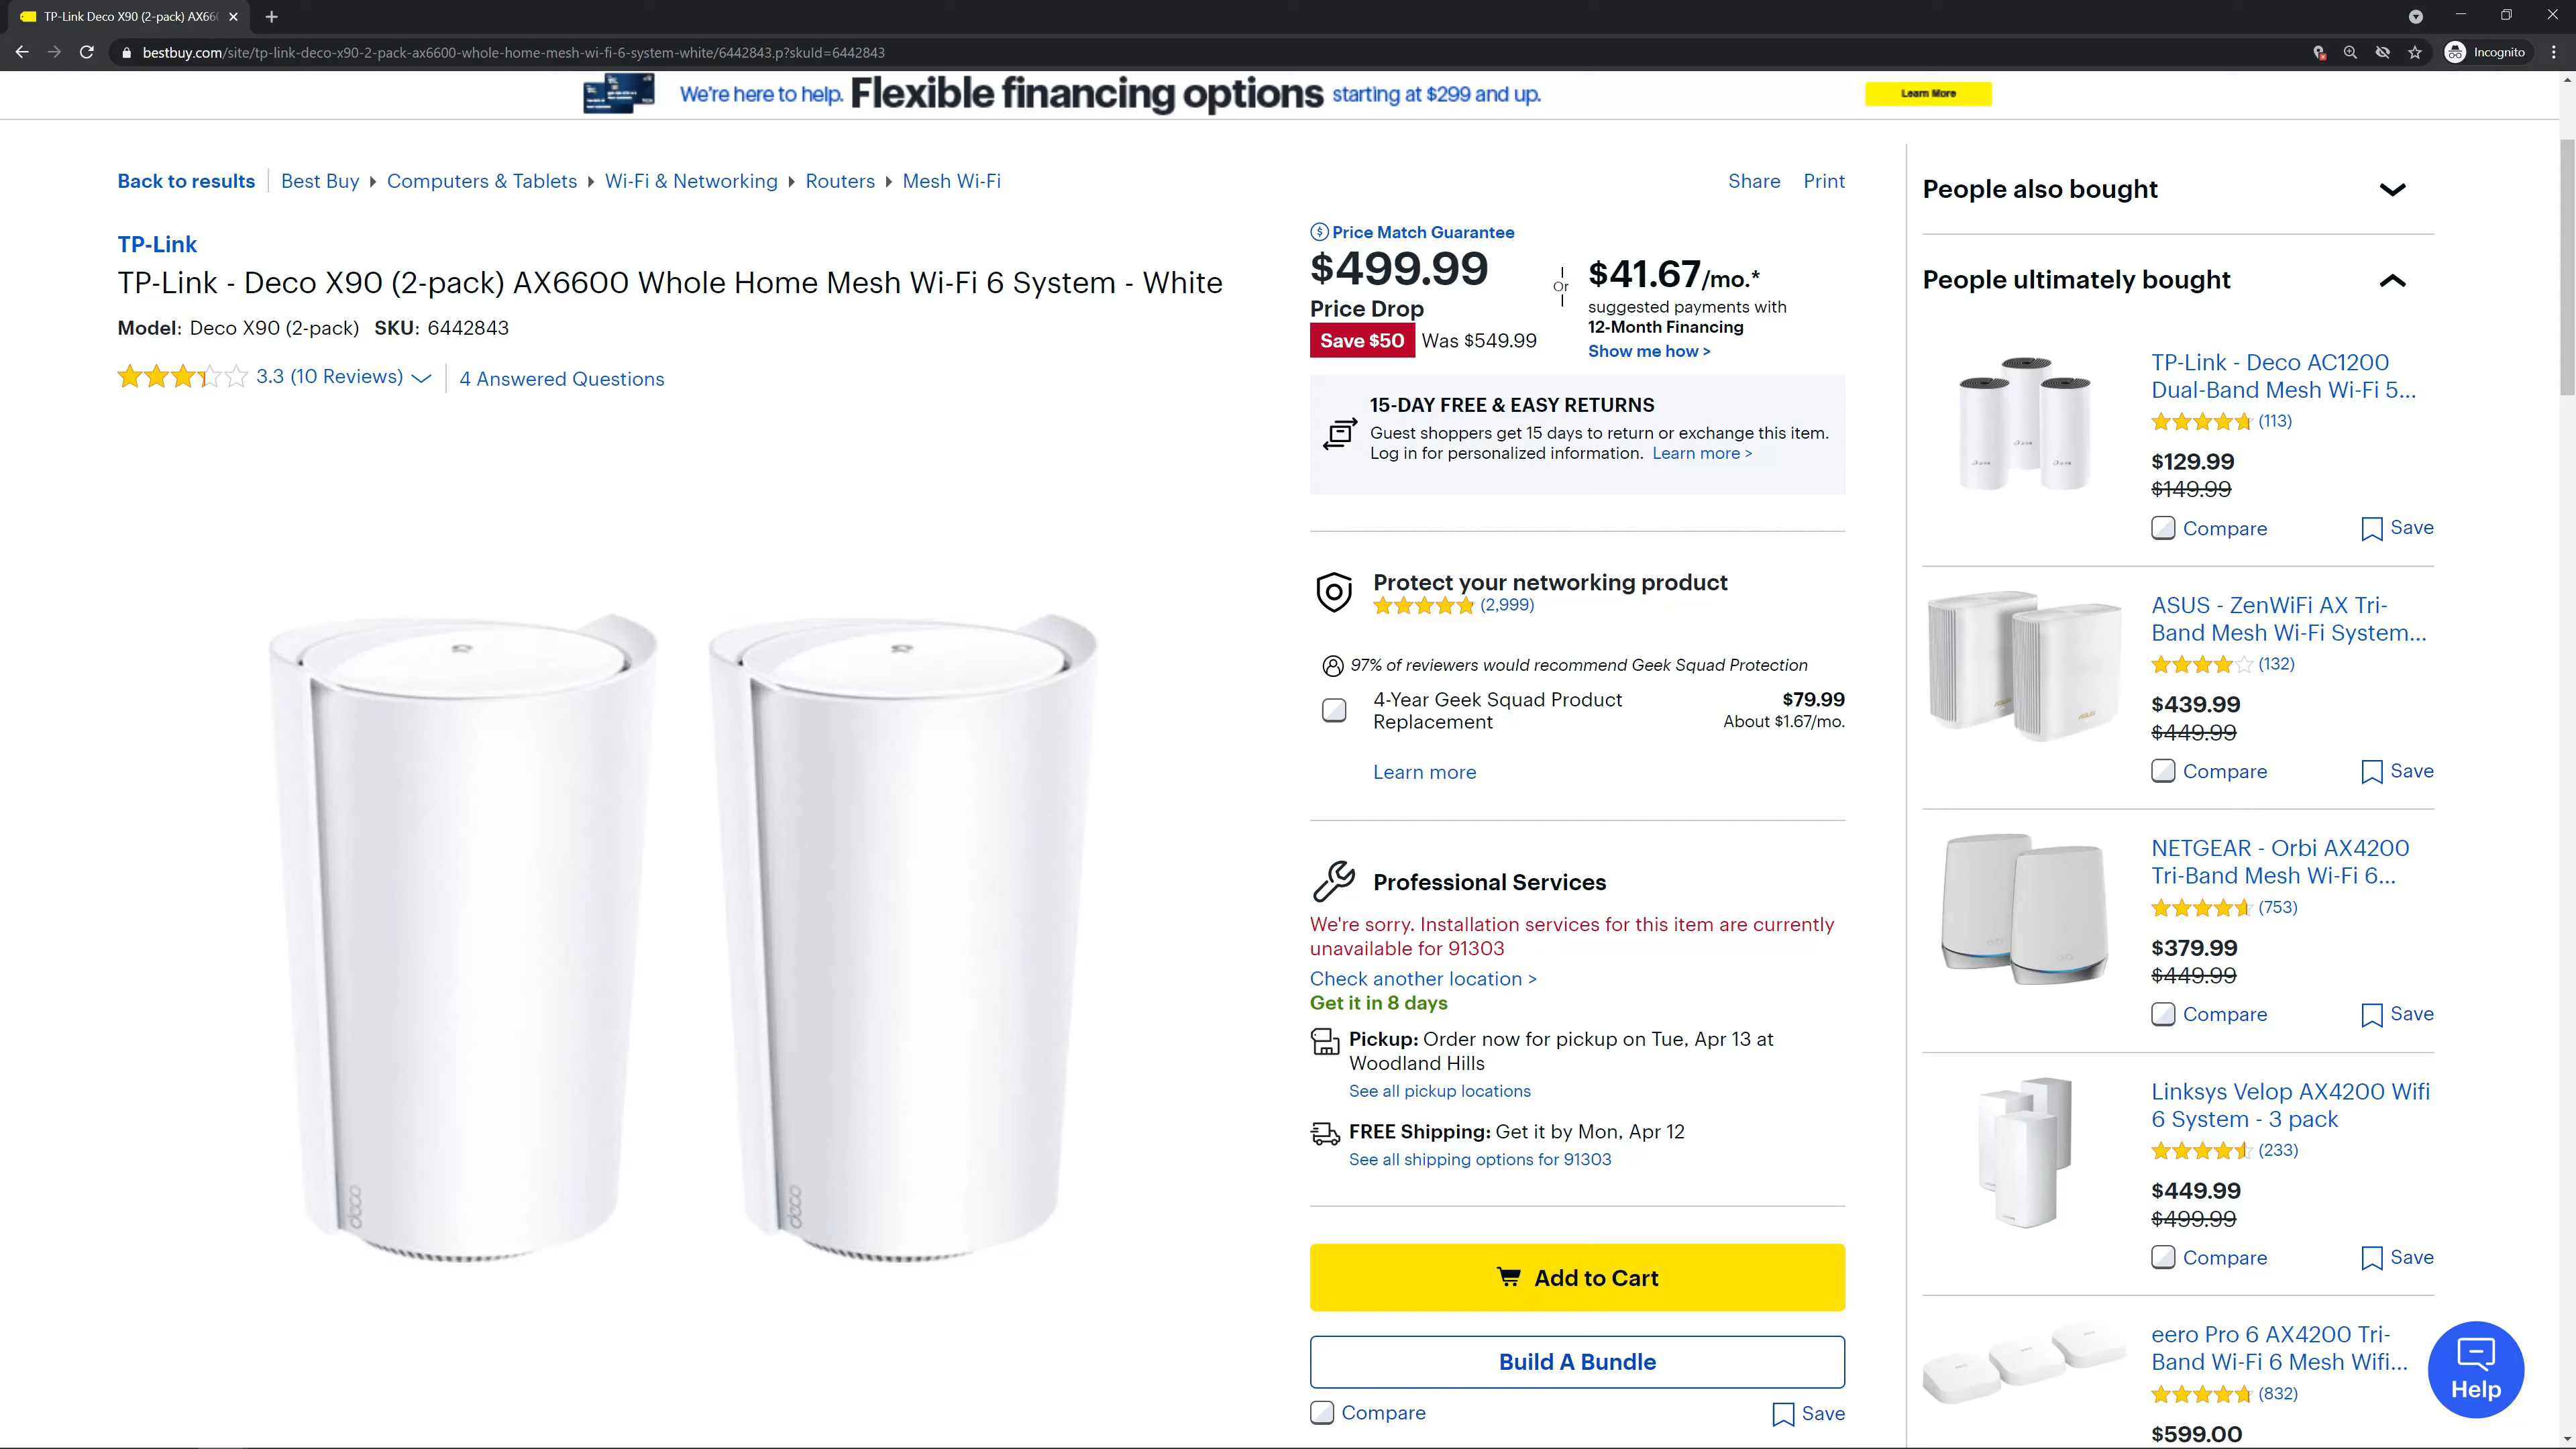 TP-Link Deco X90 (2-pack) AX660
bestbuy.com/site/tp-link-deco-x90-2-pack-ax6600-whole-home-mesh-wi-fi-6-system-white/6442843.p?skuId=6442843
Incognito
We're here to help. Flexible financing options starting at $299 and up.
Learn More
Back to results
Best Buy
Computers & Tablets
Wi-Fi & Networking
Routers
Mesh Wi-Fi
Share
Print
TP-Link
TP-Link - Deco X90 (2-pack) AX6600 Whole Home Mesh Wi-Fi 6 System - White
Model: Deco X90 (2-pack) SKU: 6442843
3.3 (10 Reviews)
4 Answered Questions
deco
deco
Price Match Guarantee
$499.99
Price Drop
Save $50 Was $549.99
Or
$41.67/mo.*
suggested payments with
12-Month Financing
Show me how >
15-DAY FREE & EASY RETURNS
Guest shoppers get 15 days to return or exchange this item.
Log in for personalized information. Learn more >
Protect your networking product
(2,999)
97% of reviewers would recommend Geek Squad Protection
4-Year Geek Squad Product
Replacement
$79.99
About $1.67/mo.
Learn more
Professional Services
We're sorry. Installation services for this item are currently
unavailable for 91303
Check another location >
Get it in 8 days
Pickup: Order now for pickup on Tue, Apr 13 at
Woodland Hills
See all pickup locations
FREE Shipping: Get it by Mon, Apr 12
See all shipping options for 91303
Add to Cart
Build A Bundle
Compare
Save
People also bought
People ultimately bought
TP-Link - Deco AC1200
Dual-Band Mesh Wi-Fi 5...
(113)
$129.99
$149.99
Compare
Save
ASUS - ZenWiFi AX Tri-
Band Mesh Wi-Fi System...
(132)
$439.99
$449.99
Compare
Save
NETGEAR - Orbi AX4200
Tri-Band Mesh Wi-Fi 6...
(753)
$379.99
$449.99
Compare
Save
Linksys Velop AX4200 Wifi
6 System - 3 pack
(233)
$449.99
$499.99
Compare
Save
eero Pro 6 AX4200 Tri-
Band Wi-Fi 6 Mesh Wifi...
(832)
$599.00
Help